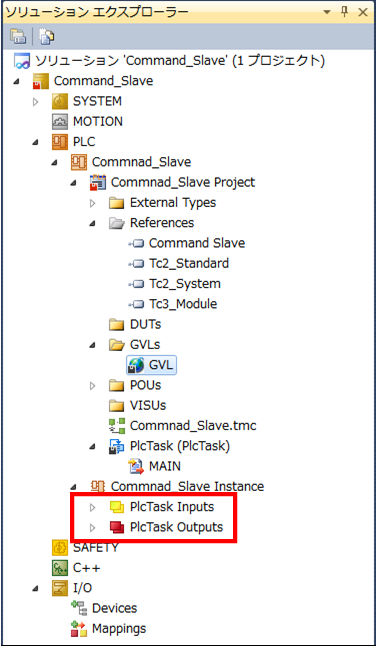 ソリューション エクスプローラー
ソリューション 'Command_Slave' (1 プロジェクト)
Command_Slave
SYSTEM
MOTION
PLC
Commnad_Slave
Commnad_Slave Project
External Types
References
Command Slave
Tc2_Standard
Tc2_System
Tc3_Module
DUTs
GVLs
GVL
POUs
VISUs
Commnad_Slave.tmc
PlcTask (PlcTask)
MAIN
Commnad_Slave Instance
PlcTask Inputs
PlcTask Outputs
SAFETY
C++
I/O
Devices
Mappings